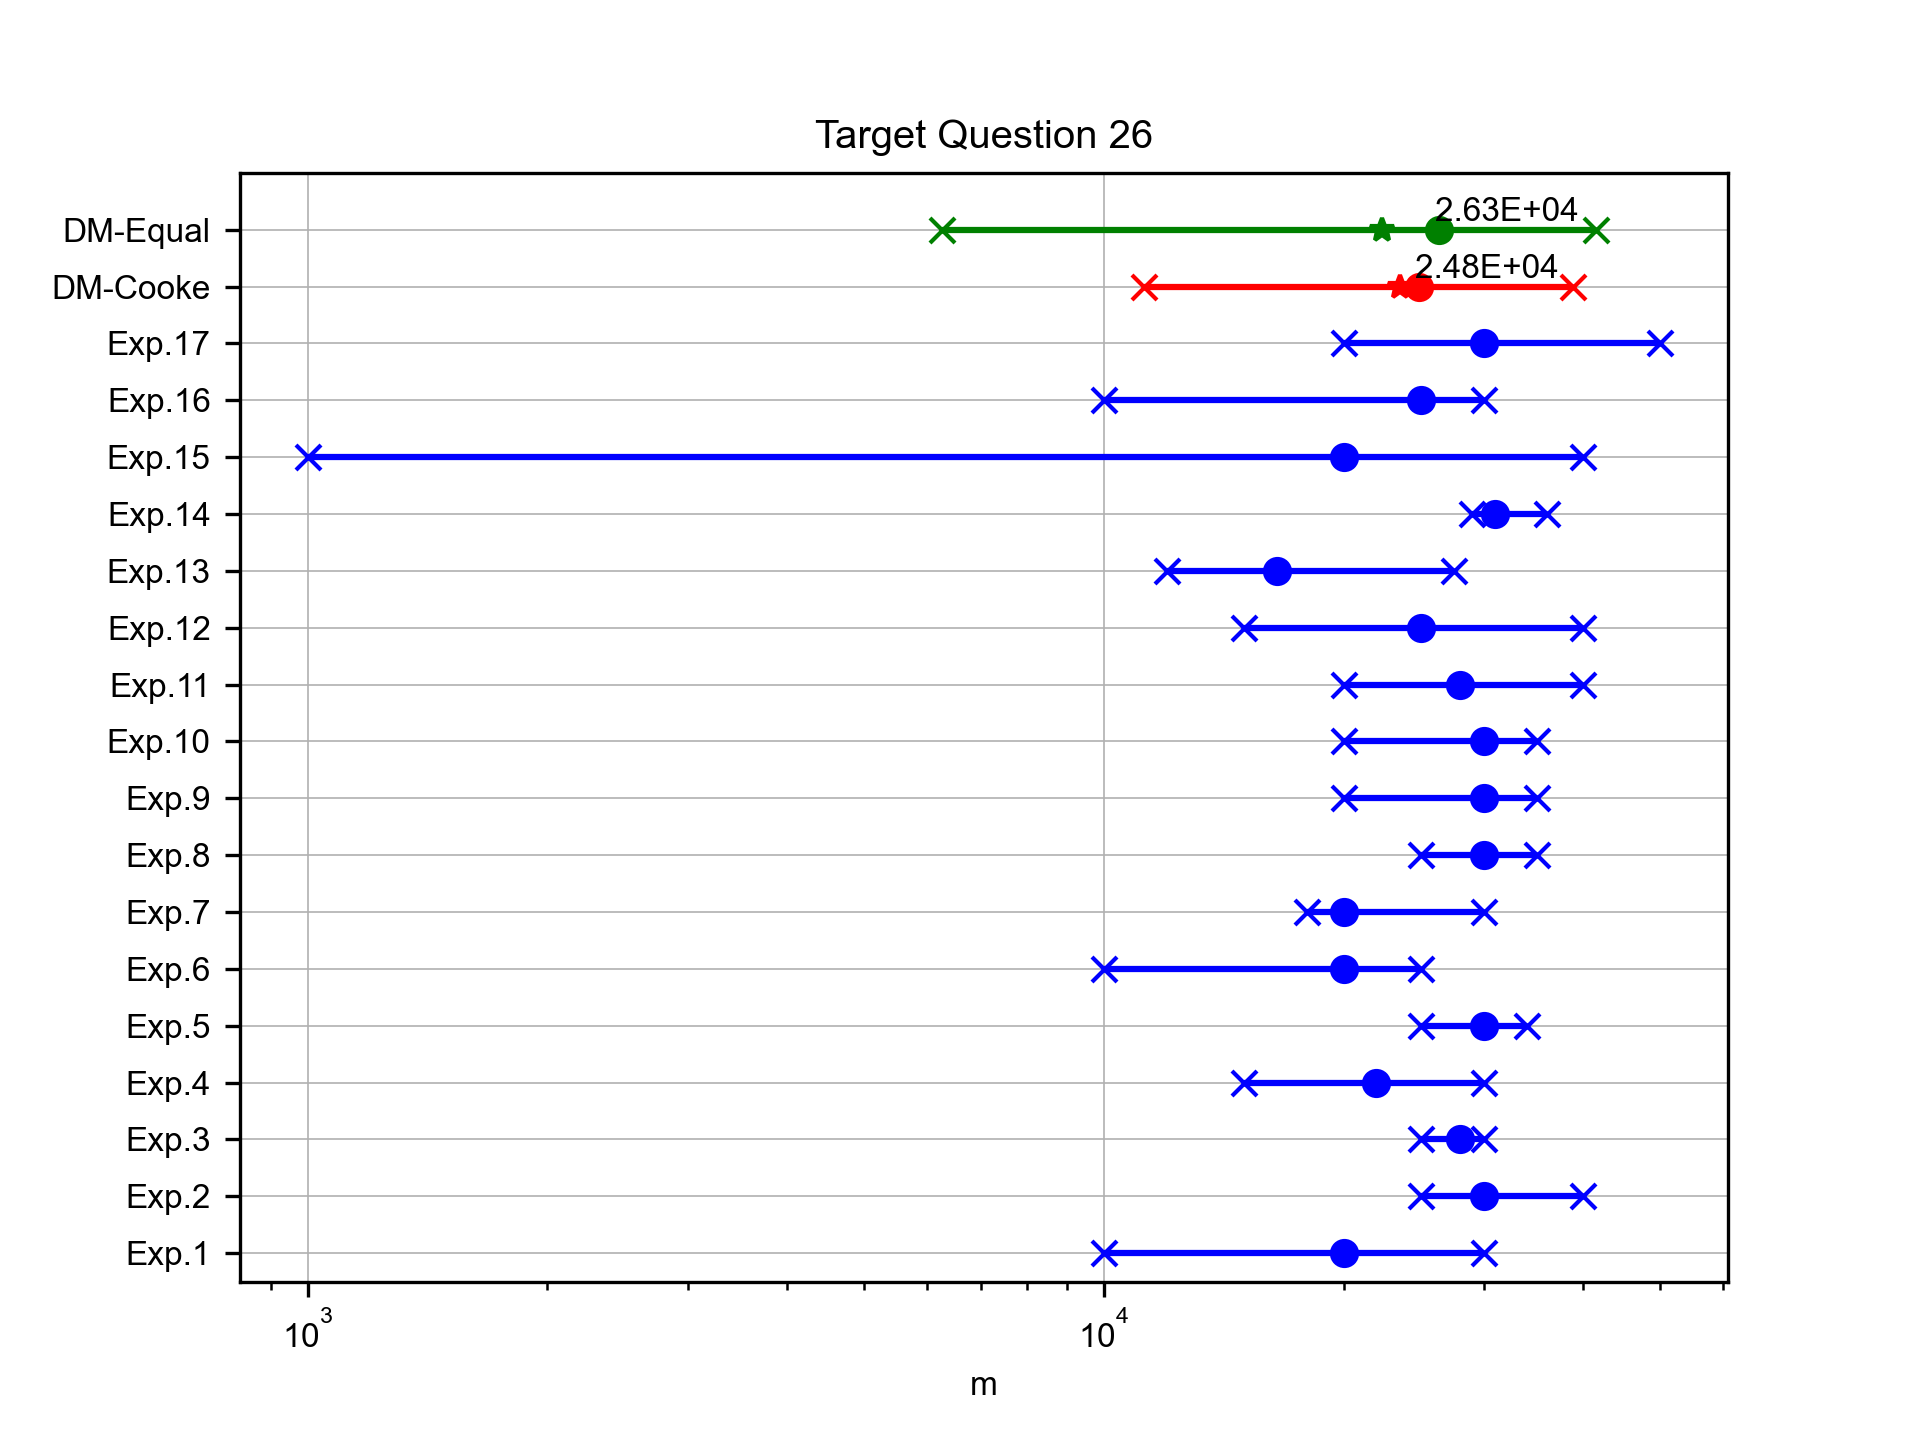 Target Question 26
DM-Equal
2.63E+04
DM-Cooke
2.48E+04
Exp.17
Exp.16
Exp.15
Exp.14
Exp.13
Exp.12
Exp.11
Exp.10
Exp.9
Exp.8
Exp.7
Exp.6
Exp.5
Exp.4
Exp.3
Exp.2
Exp.1
10³ 10⁴
m